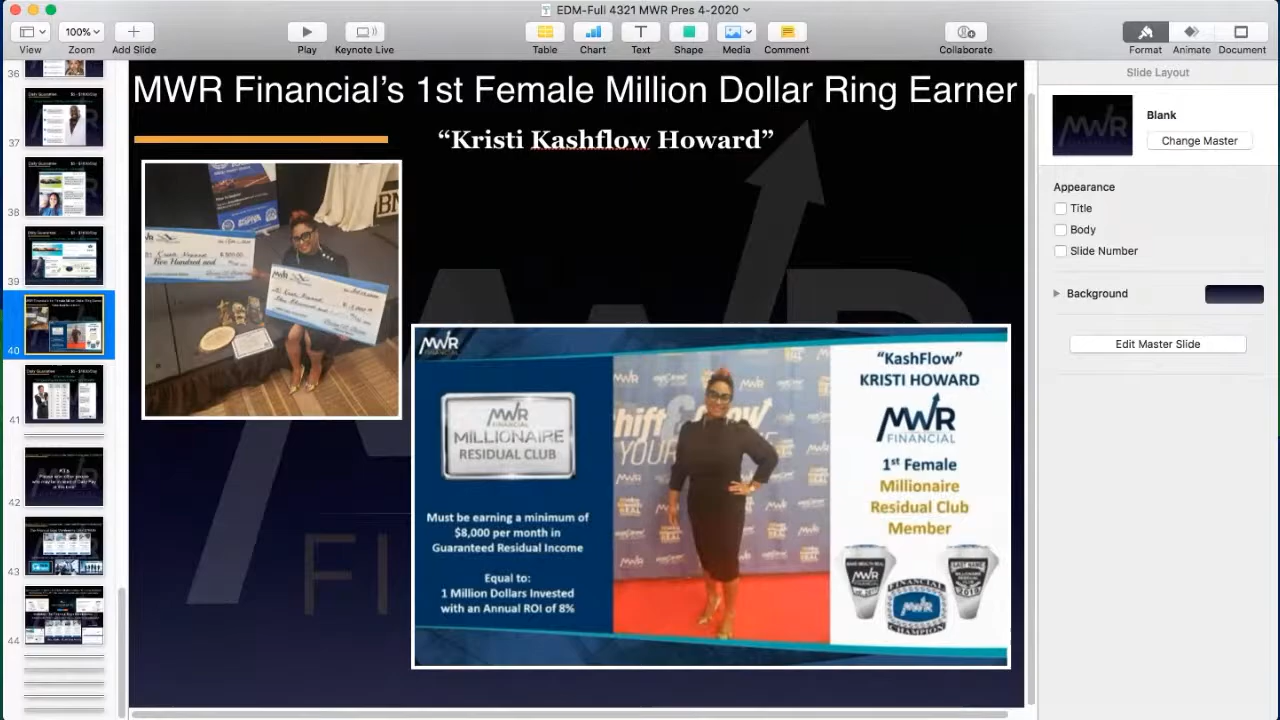 EDM-Full 4321 MWR Pres 4-2020
100%
View
Zoom
Add Slide
Play
Keynote Live
Table
Chart
Text
Shape
Media
Comment
Collaborate
Format
Animate
Document
36
37
38
39
40
41
42
43
44
MWR Financial's 1st Female Million Dollar Ring Earner
“Kristi Kashflow Howard”
MWR
FINANCIAL
MWR
FINANCIAL
MILLIONAIRE
RESIDUAL CLUB
Must be earning a minimum of
$8,000 per month in
Guaranteed Residual Income
Equal to:
1 Million Dollars Invested
with an Annual ROI of 8%
“KashFlow”
KRISTI HOWARD
MWR
FINANCIAL
1st Female
Millionaire
Residual Club
Member
MWR
FINANCIAL
CHAMPION
Slide Layout
Blank
Change Master
Appearance
Title
Body
Slide Number
Background
Edit Master Slide